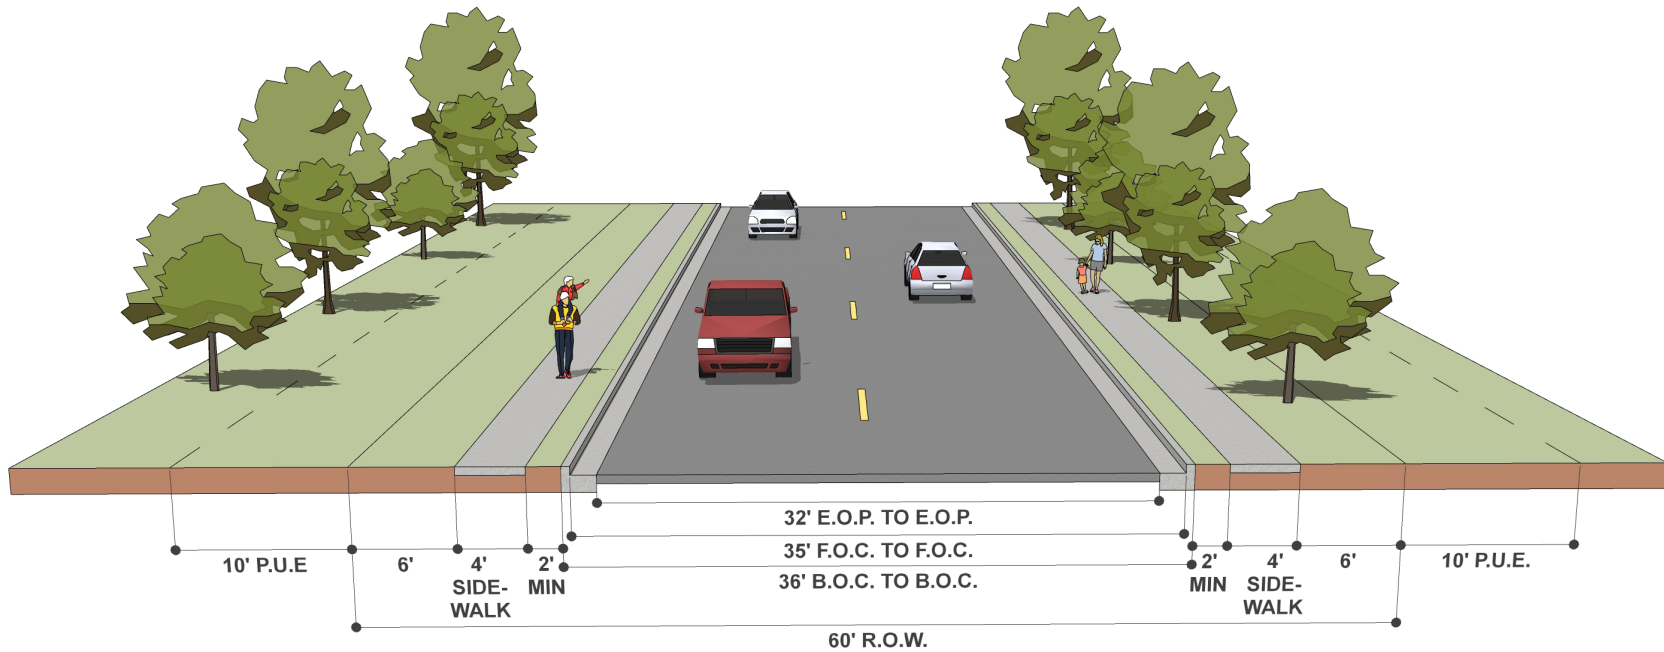 32' E.O.P. TO E.O.P.
35' F.O.C. TO F.O.C.
36' B.O.C. TO B.O.C.
10' P.U.E
6'
4'
SIDE-
WALK
2'
MIN
2'
MIN
4'
SIDE-
WALK
6'
10' P.U.E.
60' R.O.W.